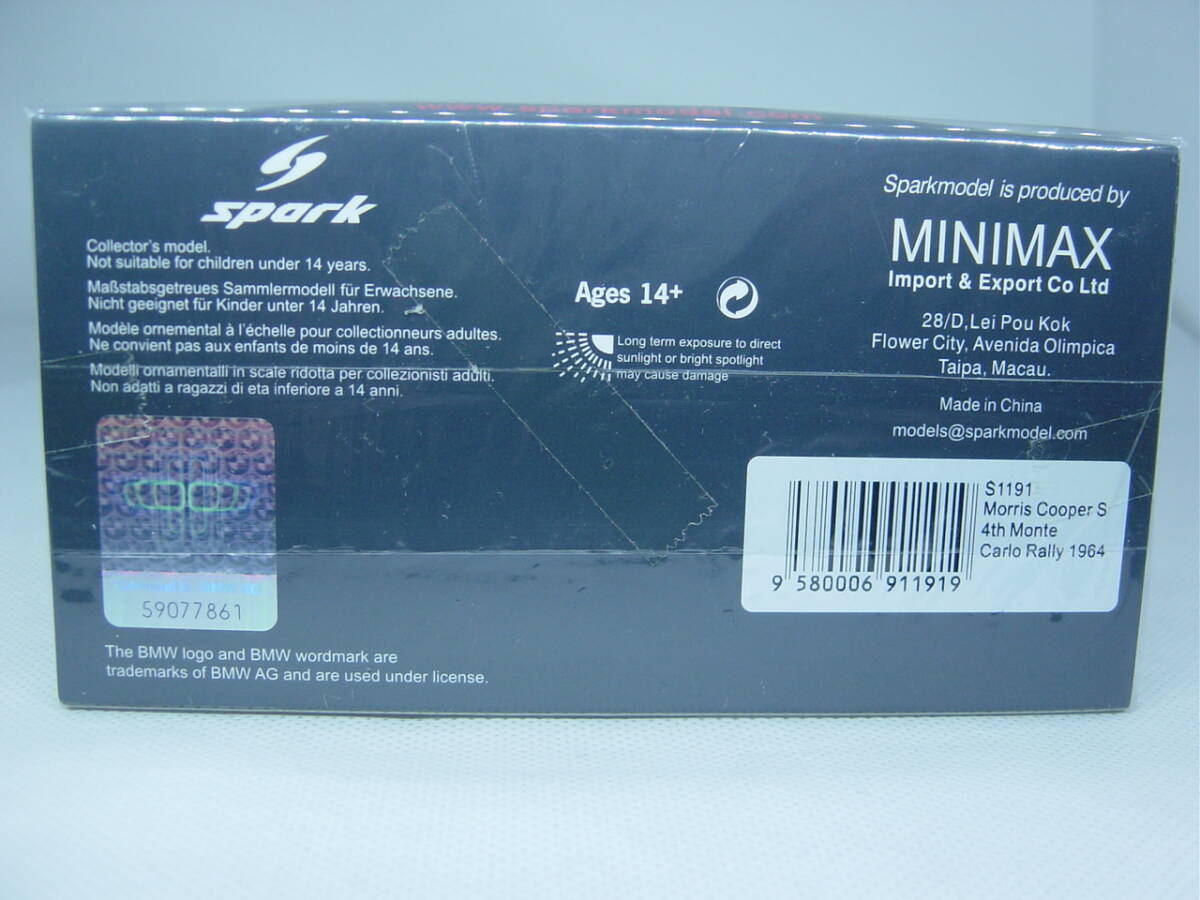 www.sparkmodel.com
spark
Collector's model.
Not suitable for children under 14 years.
Maßstabsgetreues Sammlermodell für Erwachsene.
Nicht geeignet für Kinder unter 14 Jahren.
Modèle ornemental à l'échelle pour collectionneurs adultes.
Ne convient pas aux enfants de moins de 14 ans.
Modelli ornamentalli in scale ridotta per collezionisti adulti.
Non adatti a ragazzi di eta inferiore a 14 anni.
59077861
The BMW logo and BMW wordmark are
trademarks of BMW AG and are used under license.
Ages 14+
Long term exposure to direct
sunlight or bright spotlight
may cause damage
Sparkmodel is produced by
MINIMAX
Import & Export Co Ltd
28/D,Lei Pou Kok
Flower City, Avenida Olimpica
Taipa, Macau.
Made in China
models@sparkmodel.com
S1191
Morris Cooper S
4th Monte
Carlo Rally 1964
9 580006 911919